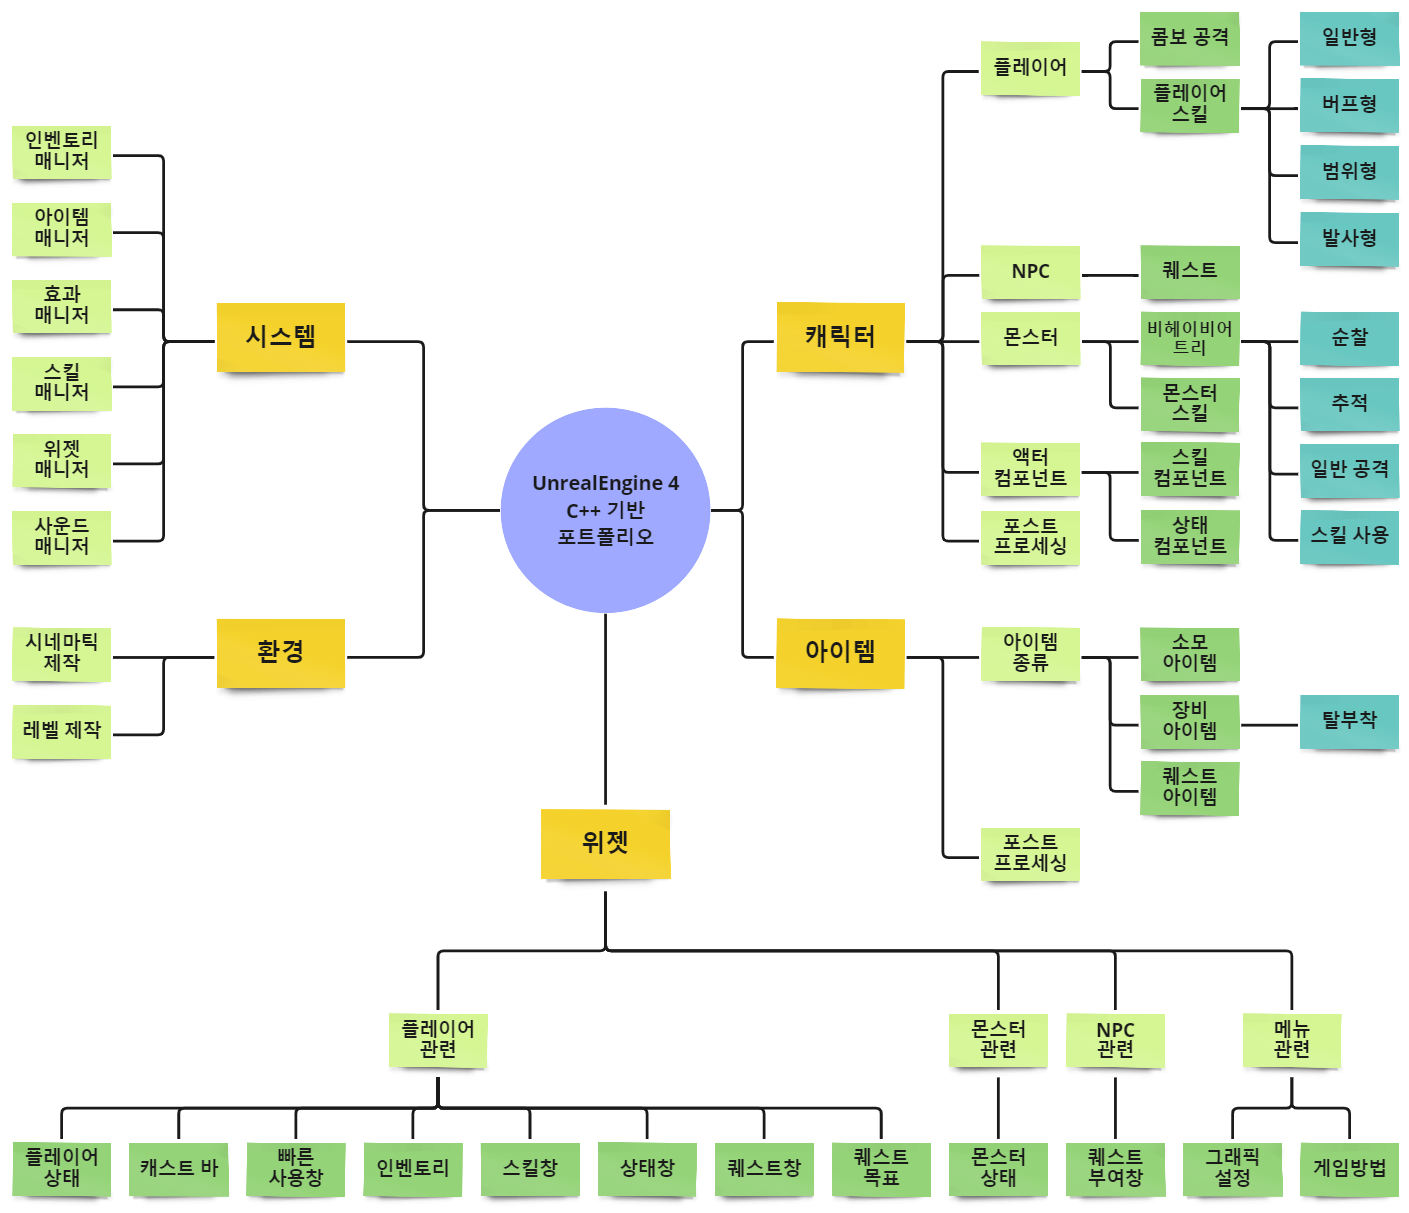 UnrealEngine 4
C++ 기반
포트폴리오
시스템
인벤토리
매니저
아이템
매니저
효과
매니저
스킬
매니저
위젯
매니저
사운드
매니저
환경
시네마틱
제작
레벨 제작
캐릭터
플레이어
콤보 공격
플레이어
스킬
일반형
버프형
범위형
발사형
NPC
퀘스트
몬스터
비헤이비어
트리
순찰
추적
일반 공격
스킬 사용
몬스터
스킬
액터
컴포넌트
스킬
컴포넌트
상태
컴포넌트
포스트
프로세싱
아이템
아이템
종류
소모
아이템
장비
아이템
탈부착
퀘스트
아이템
포스트
프로세싱
위젯
플레이어
관련
플레이어
상태
캐스트 바
빠른
사용창
인벤토리
스킬창
상태창
퀘스트창
퀘스트
목표
몬스터
관련
몬스터
상태
NPC
관련
퀘스트
부여창
메뉴
관련
그래픽
설정
게임방법